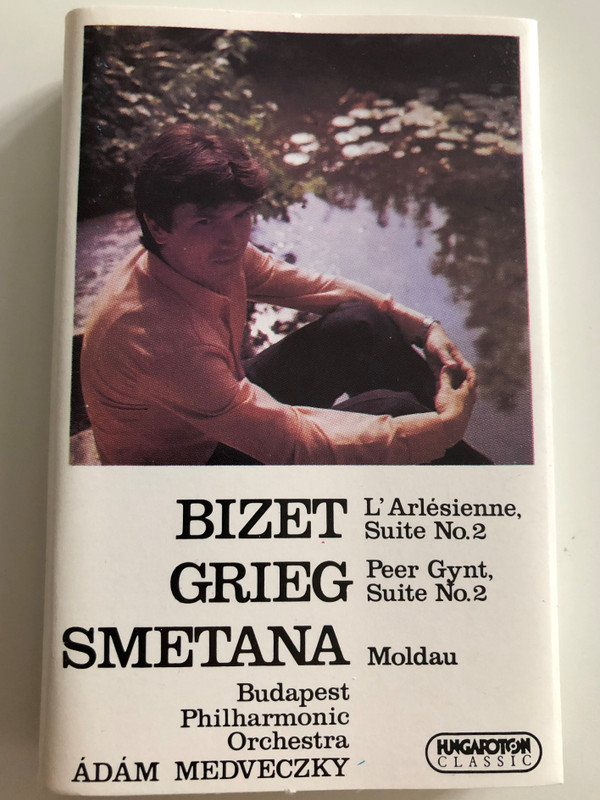 BIZET
L'Arlésienne,
Suite No.2
GRIEG
Peer Gynt,
Suite No.2
SMETANA
Moldau
Budapest
Philharmonic
Orchestra
ÁDÁM MEDVECZKY
HUNGAROTON
CLASSIC